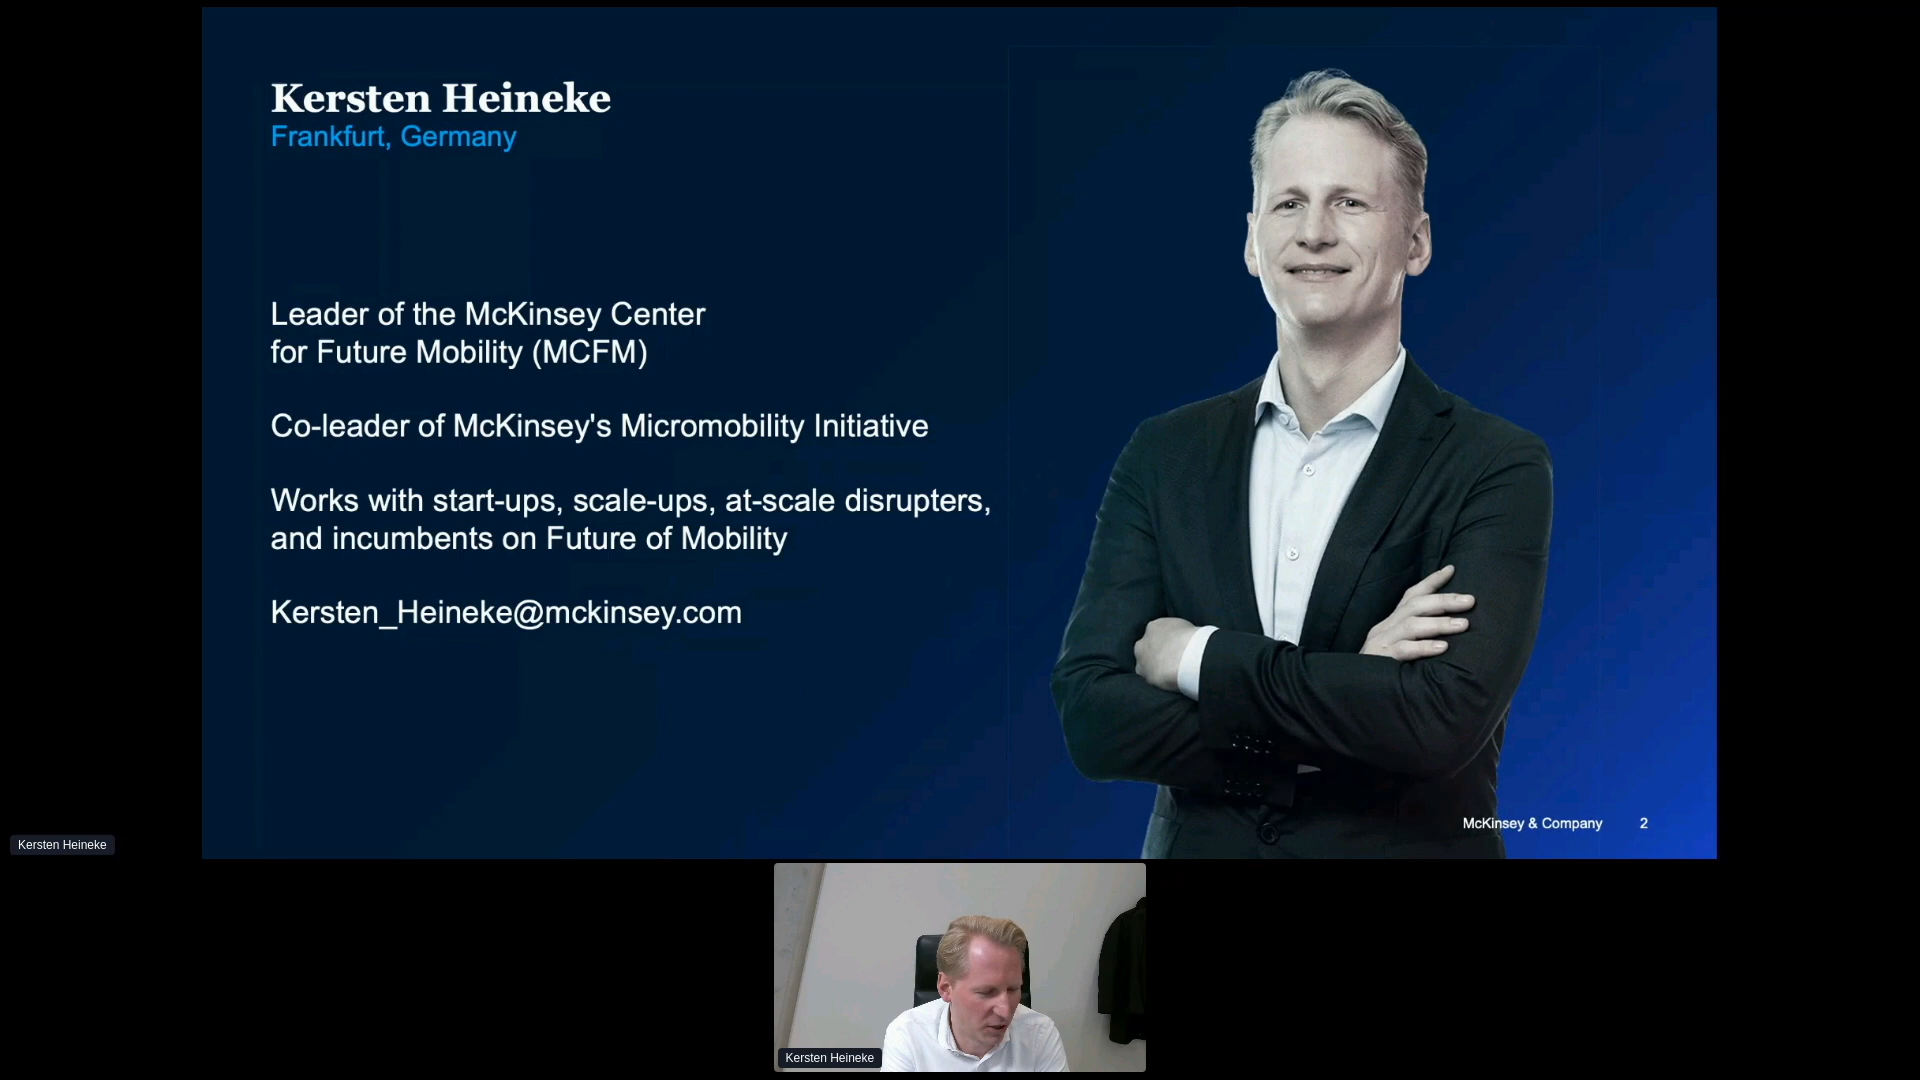 Kersten Heineke
Frankfurt, Germany
Leader of the McKinsey Center
for Future Mobility (MCFM)
Co-leader of McKinsey's Micromobility Initiative
Works with start-ups, scale-ups, at-scale disrupters,
and incumbents on Future of Mobility
Kersten_Heineke@mckinsey.com
McKinsey & Company 2
Kersten Heineke
Kersten Heineke